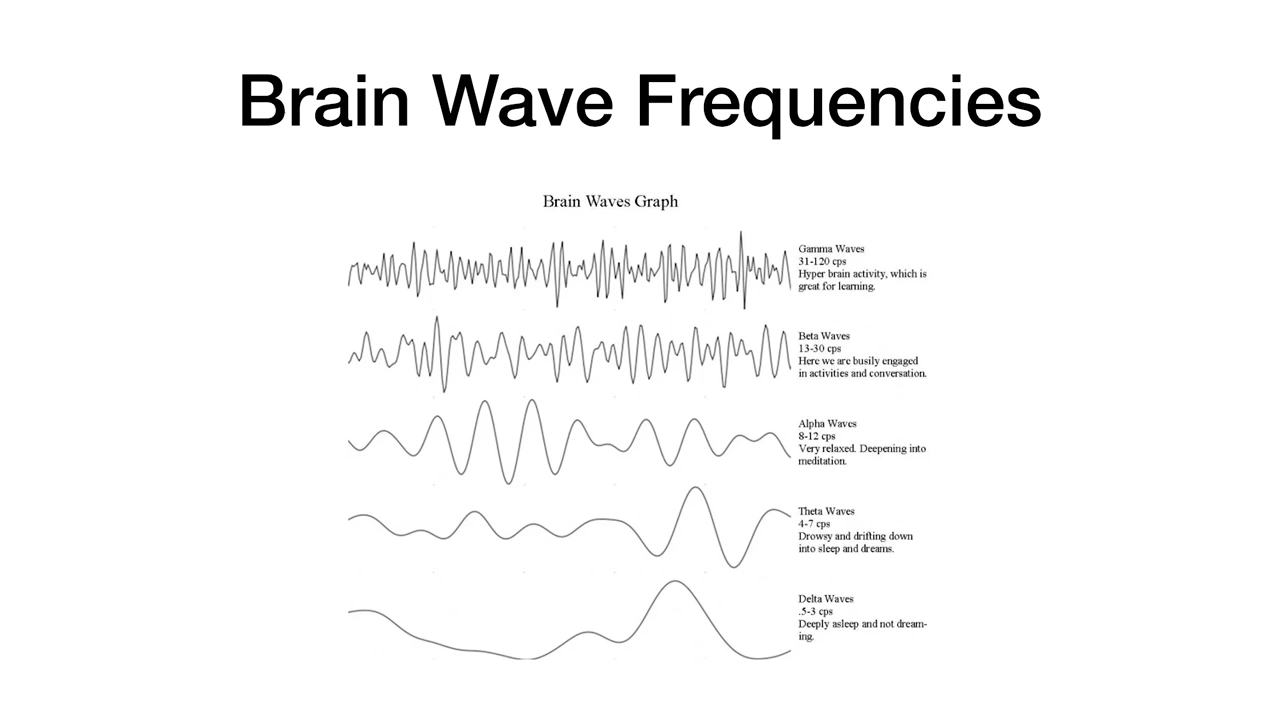 Brain Wave Frequencies
Brain Waves Graph
Gamma Waves
31-120 cps
Hyper brain activity, which is
great for learning.
Beta Waves
13-30 cps
Here we are busily engaged
in activities and conversation.
Alpha Waves
8-12 cps
Very relaxed. Deepening into
meditation.
Theta Waves
4-7 cps
Drowsy and drifting down
into sleep and dreams.
Delta Waves
.5-3 cps
Deeply asleep and not dream-
ing.